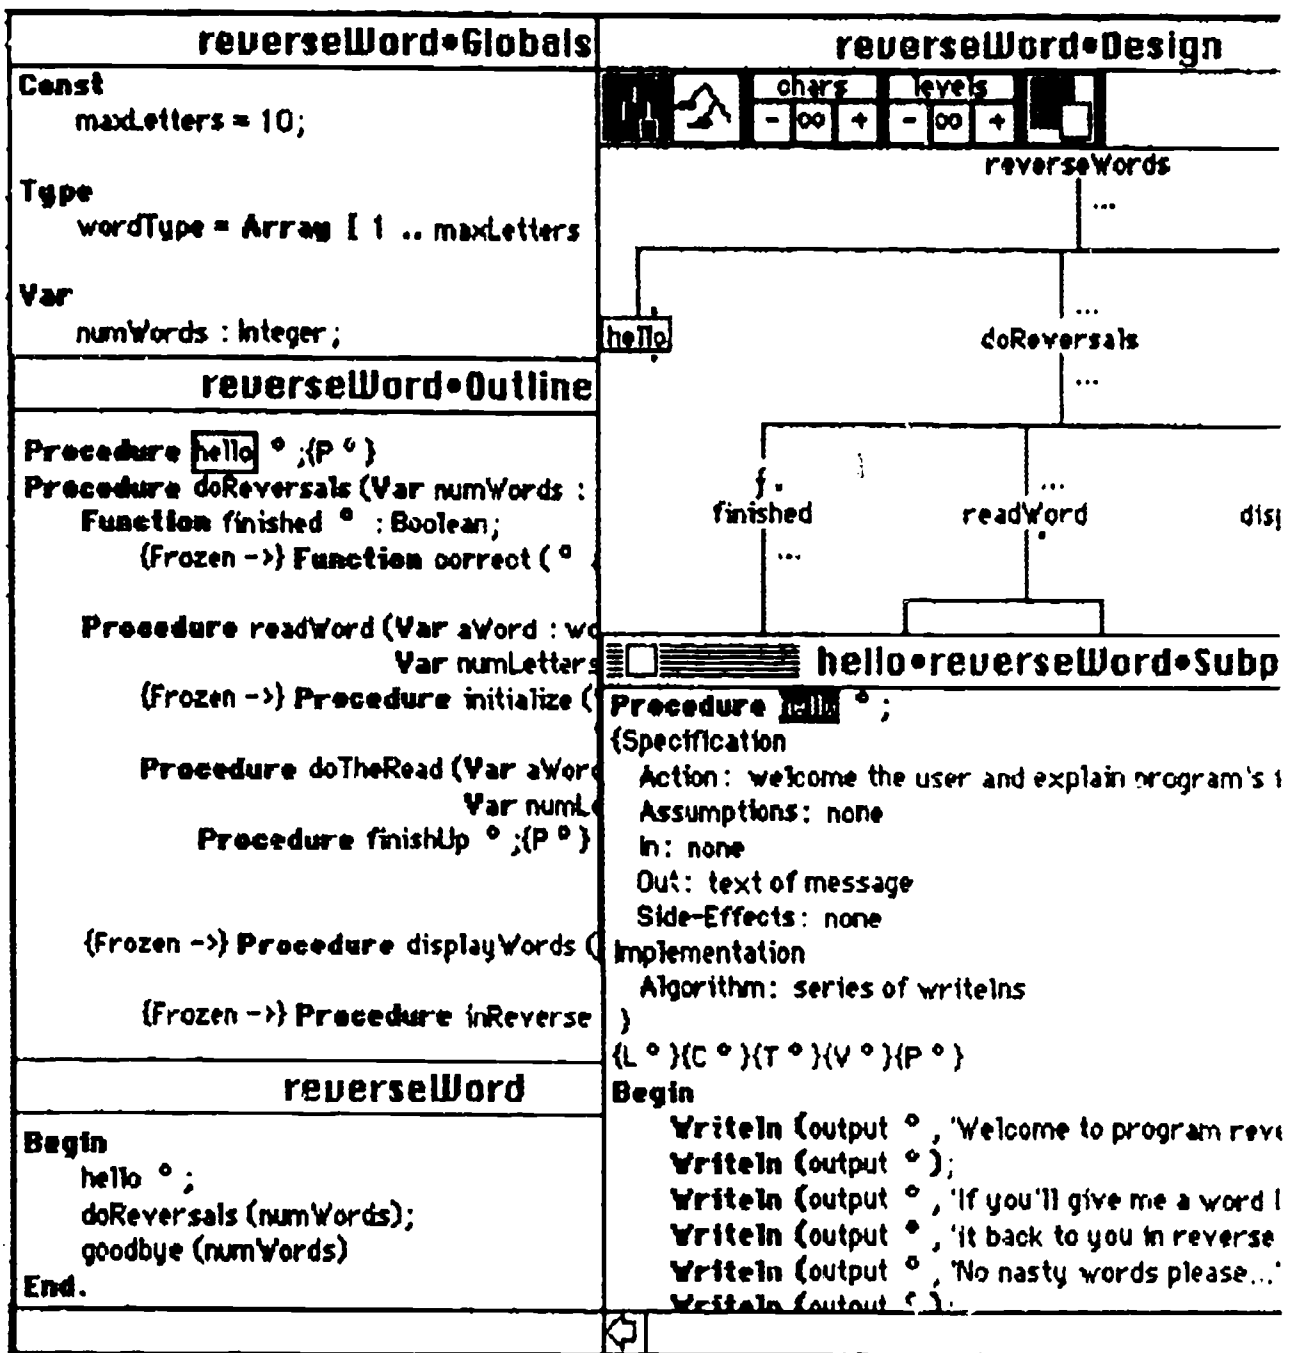 reverseWord•Globals
Const
maxLetters = 10;
Type
wordType = Array [ 1 .. maxLetters
Var
numWords : Integer;
reverseWord•Outline
Procedure hello ° ;{P ° }
Procedure doReversals (Var numWords :
Function finished ° : Boolean;
{Frozen ->} Function correct ( °
Procedure readWord (Var aWord : wo
Var numLetters
{Frozen ->} Procedure initialize (
Procedure doTheRead (Var aWord
Var numLe
Procedure finishUp ° ;{P ° }
{Frozen ->} Procedure displayWords (
{Frozen ->} Procedure inReverse
reverseWord
Begin
hello ° ;
doReversals (numWords);
goodbye (numWords)
End.
reverseWord•Design
chars levels
- ∞ + - ∞ +
reverseWords
...
...
hello doReversals
...
f. ...
finished readWord disp
...
hello•reverseWord•Subp
Procedure hello ° ;
{Specification
Action: welcome the user and explain program's
Assumptions: none
In: none
Out: text of message
Side-Effects: none
Implementation
Algorithm: series of writelns
}
{L ° }{C ° }{T ° }{V ° }{P ° }
Begin
Writeln (output ° , 'Welcome to program reve
Writeln (output ° );
Writeln (output ° , 'If you'll give me a word I
Writeln (output ° , 'it back to you in reverse
Writeln (output ° , 'No nasty words please...'
Writeln (output ° );